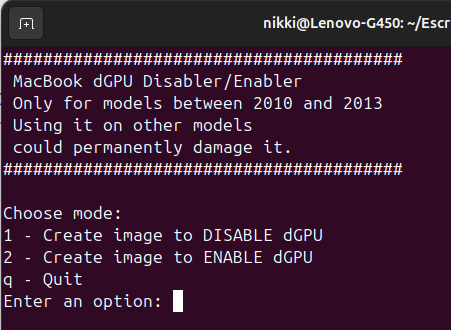 nikki@Lenovo-G450: ~/Escr
########################################
MacBook dGPU Disabler/Enabler
Only for models between 2010 and 2013
Using it on other models
could permanently damage it.
########################################
Choose mode:
1 - Create image to DISABLE dGPU
2 - Create image to ENABLE dGPU
q - Quit
Enter an option: